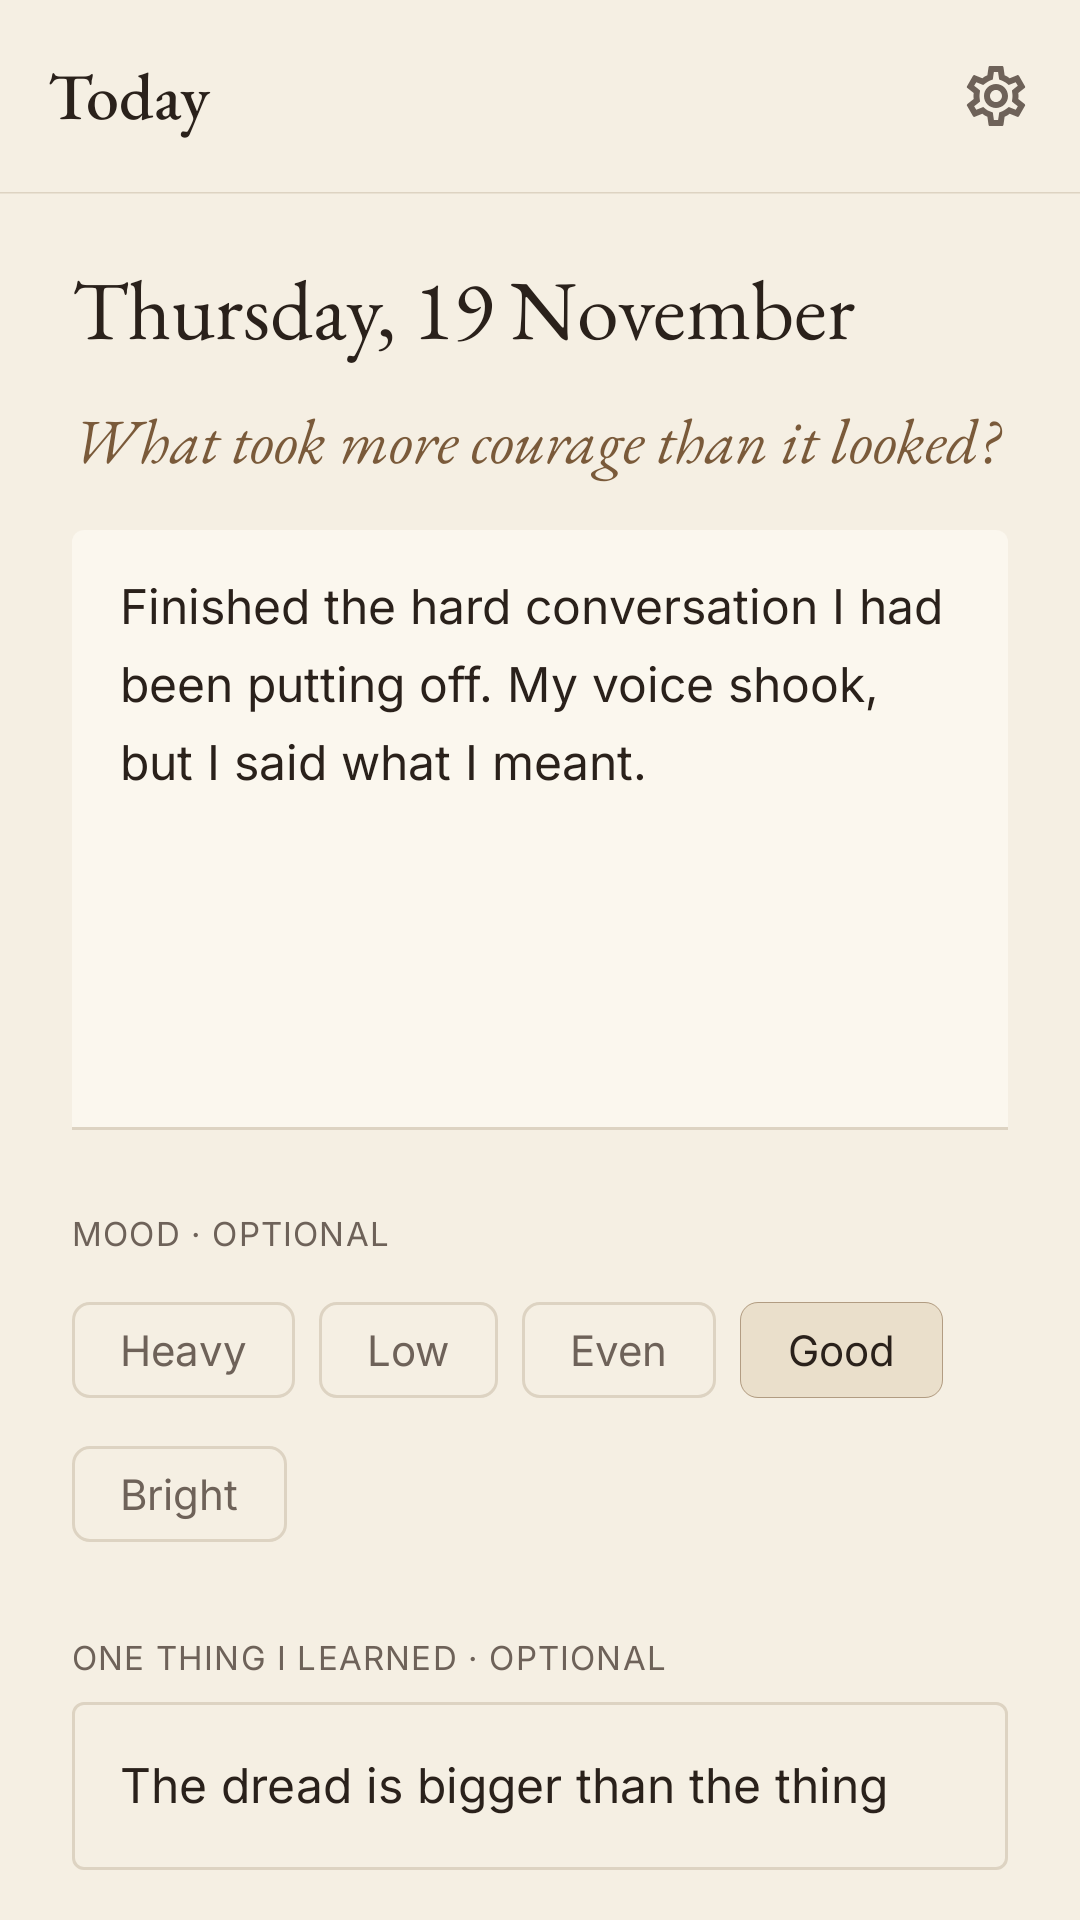 Today
Thursday, 19 November
What took more courage than it looked?
Finished the hard conversation I had
been putting off. My voice shook,
but I said what I meant.
MOOD · OPTIONAL
Heavy
Low
Even
Good
Bright
ONE THING I LEARNED · OPTIONAL
The dread is bigger than the thing